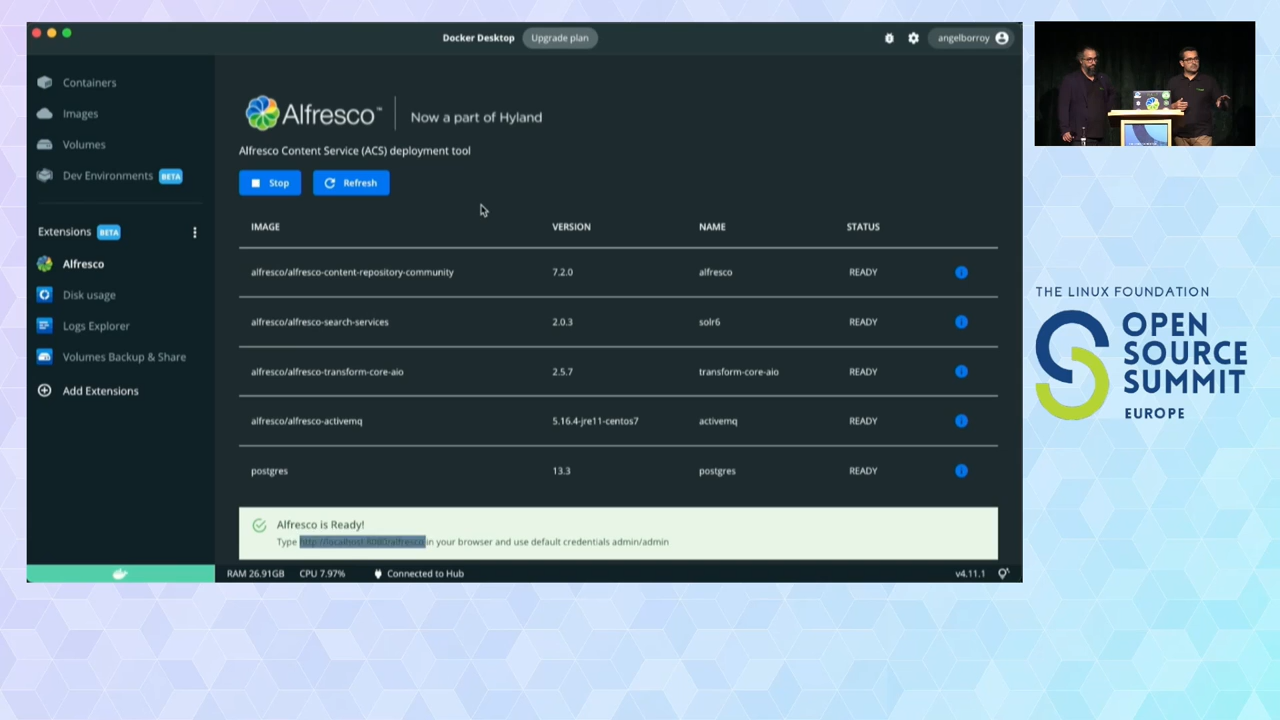 Docker Desktop
Upgrade plan
angelborroy
Containers
Images
Volumes
Dev Environments BETA
Extensions BETA
Alfresco
Disk usage
Logs Explorer
Volumes Backup & Share
Add Extensions
Alfresco™ Now a part of Hyland
Alfresco Content Service (ACS) deployment tool
Stop Refresh
IMAGE VERSION NAME STATUS
alfresco/alfresco-content-repository-community 7.2.0 alfresco READY
alfresco/alfresco-search-services 2.0.3 solr6 READY
alfresco/alfresco-transform-core-aio 2.5.7 transform-core-aio READY
alfresco/alfresco-activemq 5.16.4-jre11-centos7 activemq READY
postgres 13.3 postgres READY
Alfresco is Ready!
Type http://localhost:8080/alfresco in your browser and use default credentials admin/admin
RAM 26.91GB CPU 7.97% Connected to Hub v4.11.1
THE LINUX FOUNDATION
OPEN
SOURCE
SUMMIT
EUROPE